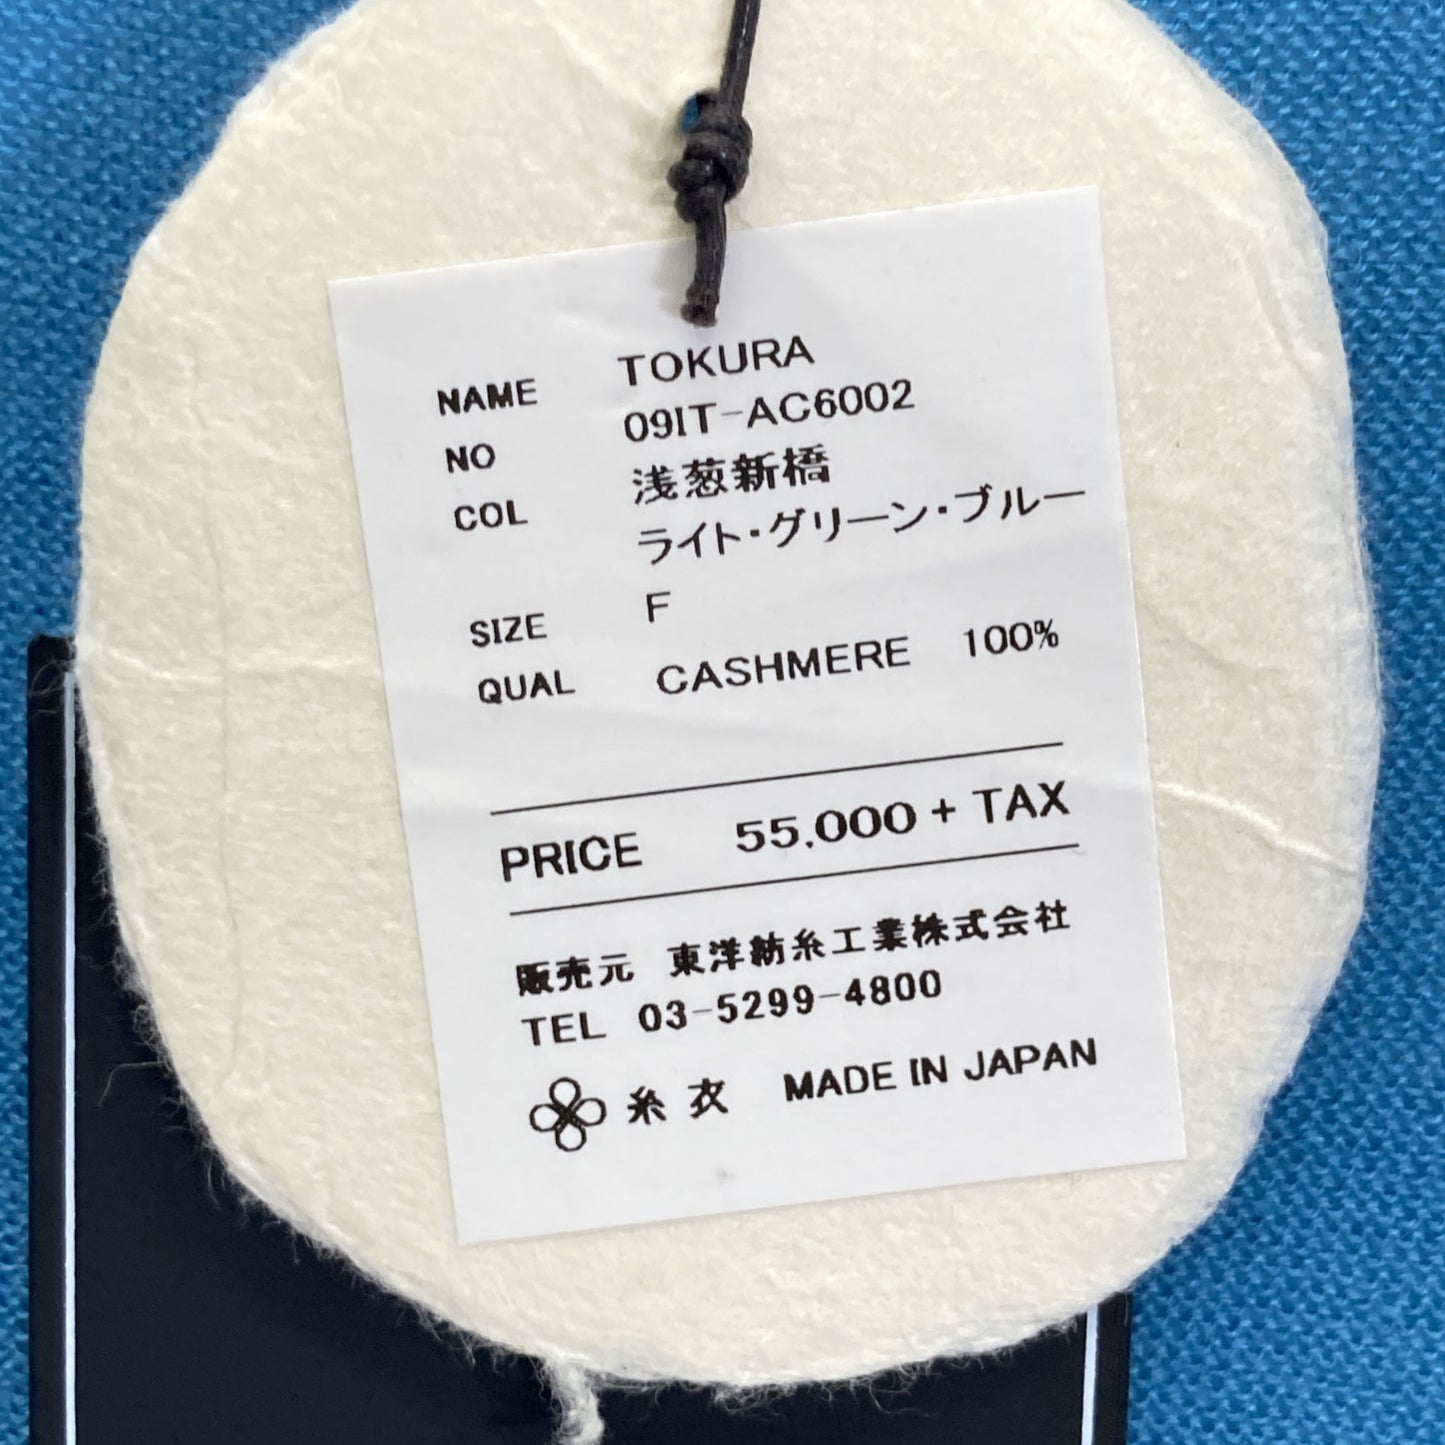 NAME TOKURA
NO 09IT-AC6002
COL 浅葱新橋
ライト・グリーン・ブルー
SIZE F
QUAL CASHMERE 100%
PRICE 55,000 + TAX
販売元 東洋紡糸工業株式会社
TEL 03-5299-4800
糸衣 MADE IN JAPAN